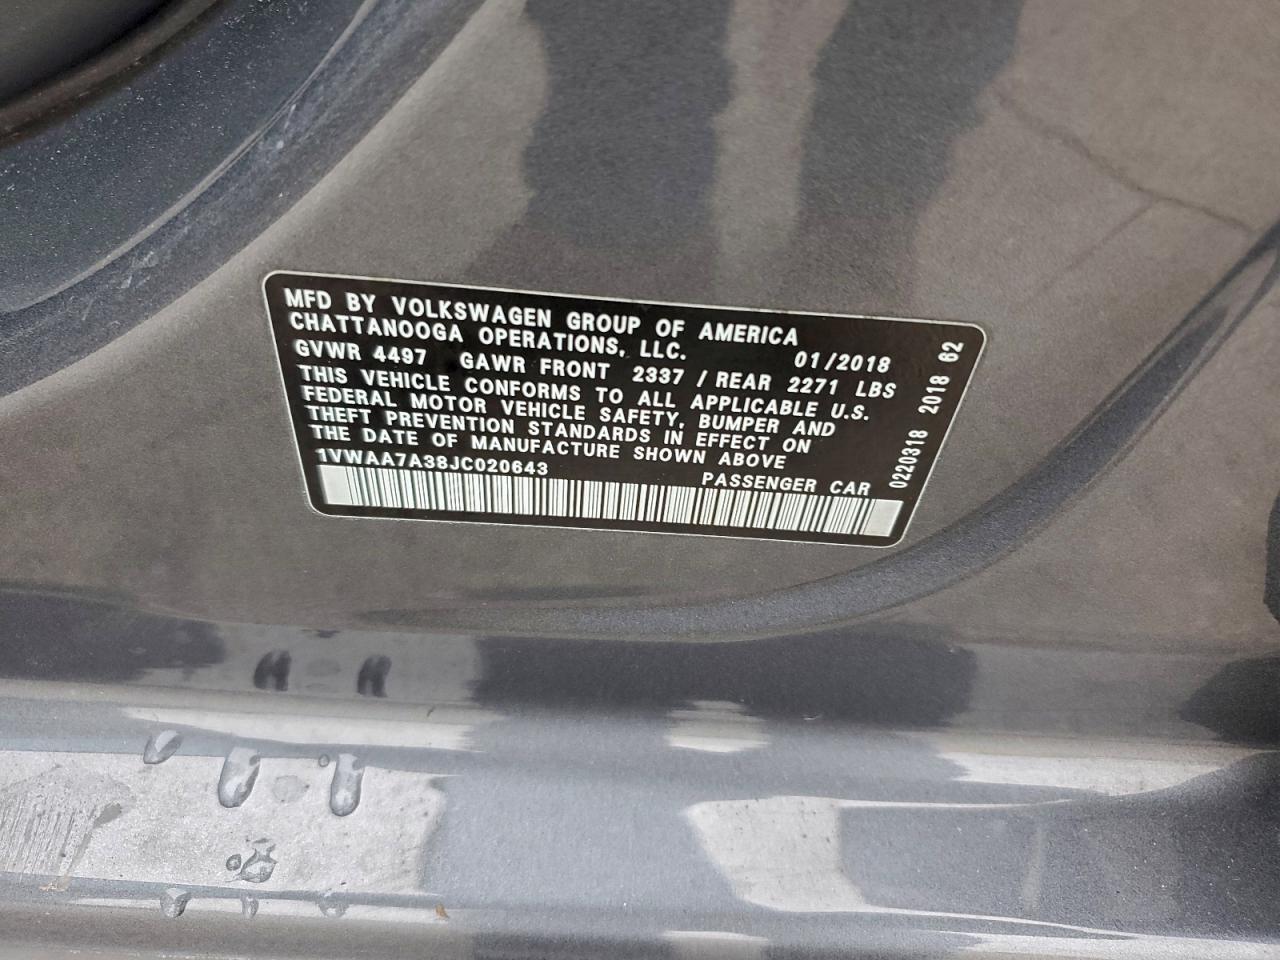 MFD BY VOLKSWAGEN GROUP OF AMERICA
CHATTANOOGA OPERATIONS, LLC. 01/2018
GVWR 4497 GAWR FRONT 2337 / REAR 2271 LBS
THIS VEHICLE CONFORMS TO ALL APPLICABLE U.S.
FEDERAL MOTOR VEHICLE SAFETY, BUMPER AND
THEFT PREVENTION STANDARDS IN EFFECT ON
THE DATE OF MANUFACTURE SHOWN ABOVE
1VWAA7A38JC020643 PASSENGER CAR
0220318 2018 62